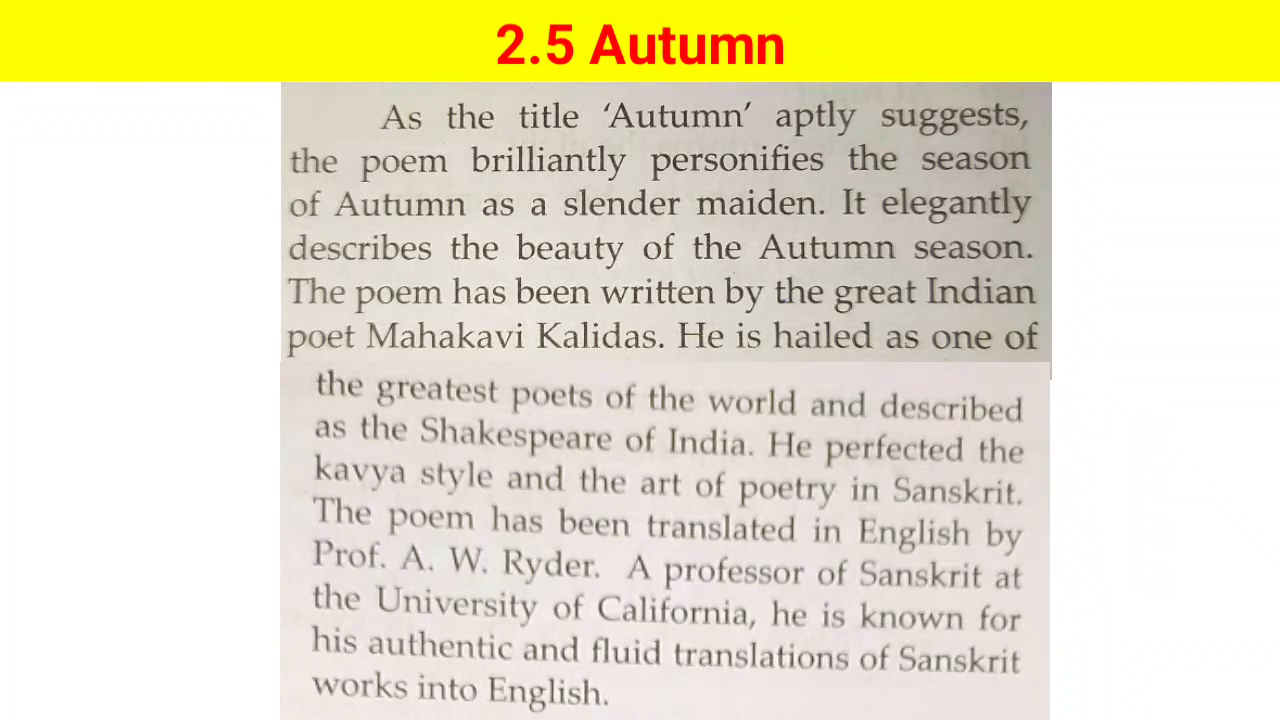 2.5 Autumn
As the title ‘Autumn’ aptly suggests,
the poem brilliantly personifies the season
of Autumn as a slender maiden. It elegantly
describes the beauty of the Autumn season.
The poem has been written by the great Indian
poet Mahakavi Kalidas. He is hailed as one of
the greatest poets of the world and described
as the Shakespeare of India. He perfected the
kavya style and the art of poetry in Sanskrit.
The poem has been translated in English by
Prof. A. W. Ryder. A professor of Sanskrit at
the University of California, he is known for
his authentic and fluid translations of Sanskrit
works into English.